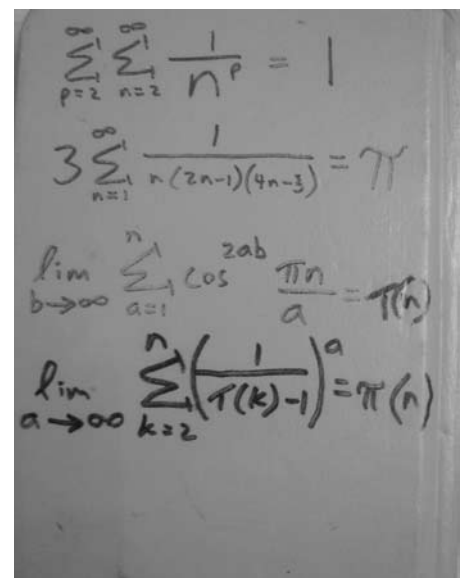 ∑_{p=2}^{∞} ∑_{n=2}^{∞} 1/n^p = 1
3 ∑_{n=1}^{∞} 1/(n(2n-1)(4n-3)) = π
lim_{b→∞} ∑_{a=1}^{n} cos^{2ab} πn/a = τ(n)
lim_{a→∞} ∑_{k=2}^{n} (1/(τ(k)-1))^a = π(n)